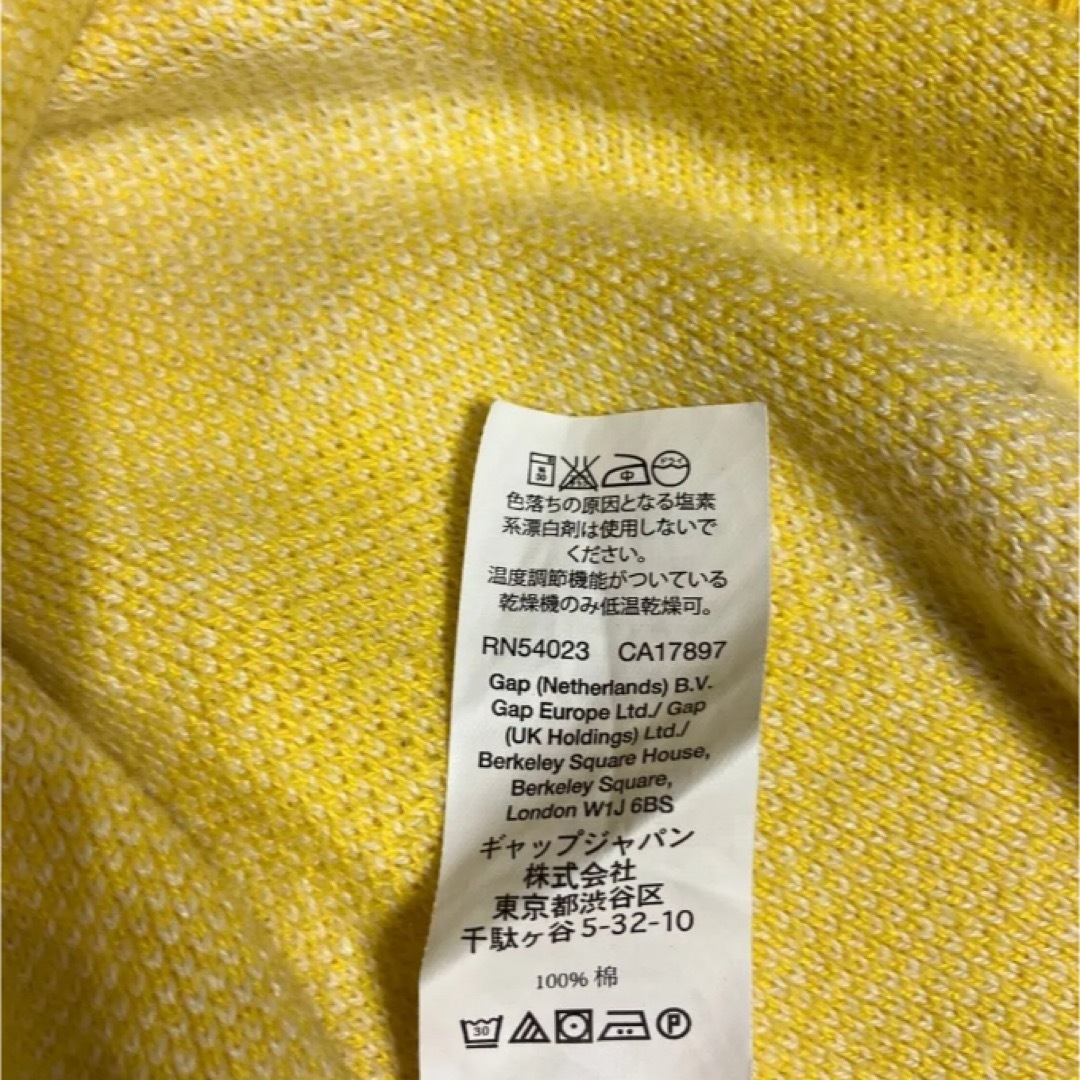 色落ちの原因となる塩素
系漂白剤は使用しないで
ください。
温度調節機能がついている
乾燥機のみ低温乾燥可。
RN54023 CA17897
Gap (Netherlands) B.V.
Gap Europe Ltd./ Gap
(UK Holdings) Ltd./
Berkeley Square House,
Berkeley Square,
London W1J 6BS
ギャップジャパン
株式会社
東京都渋谷区
千駄ヶ谷 5-32-10
100% 棉
30 P